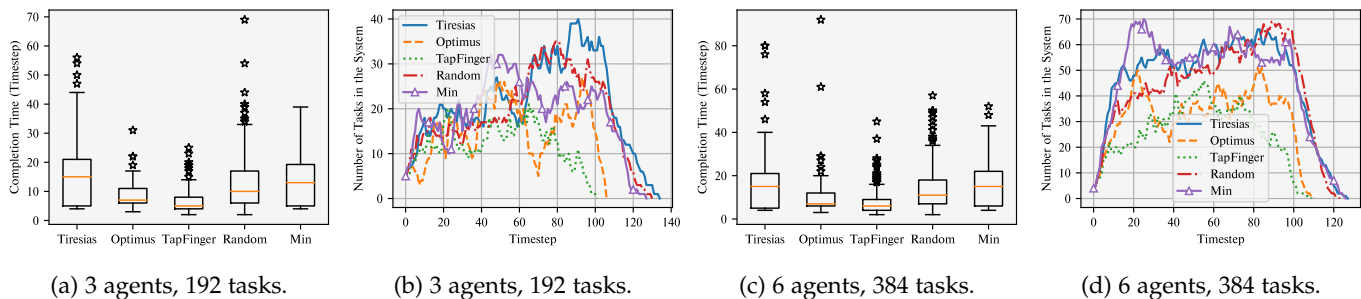 Completion Time (Timestep)
70
60
50
40
30
20
10
0
Tiresias Optimus TapFinger Random Min
(a) 3 agents, 192 tasks.
Number of Tasks in the System
40
30
20
10
0
Tiresias
Optimus
TapFinger
Random
Min
0 20 40 60 80 100 120 140
Timestep
(b) 3 agents, 192 tasks.
Completion Time (Timestep)
80
60
40
20
0
Tiresias Optimus TapFinger Random Min
(c) 6 agents, 384 tasks.
Number of Tasks in the System
70
60
50
40
30
20
10
0
Tiresias
Optimus
TapFinger
Random
Min
0 20 40 60 80 100 120
Timestep
(d) 6 agents, 384 tasks.